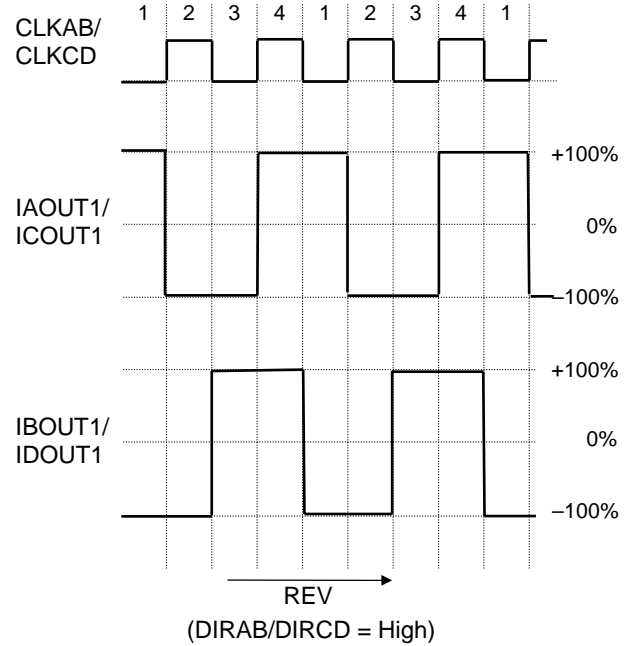 1 2 3 4 1 2 3 4 1
CLKAB/
CLKCD
+100%
IAOUT1/
ICOUT1
0%
–100%
+100%
IBOUT1/
IDOUT1
0%
–100%
REV
(DIRAB/DIRCD = High)